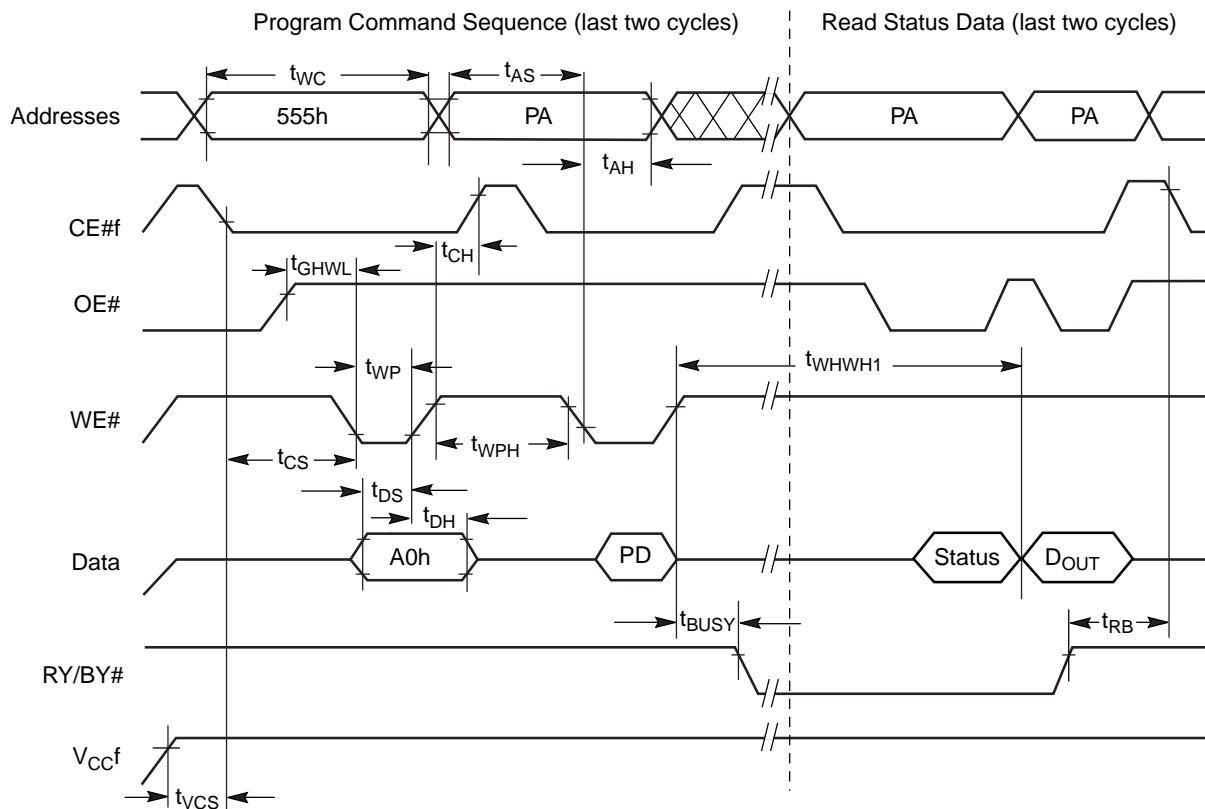 Program Command Sequence (last two cycles)
Read Status Data (last two cycles)
tWC
tAS
Addresses
555h
PA
PA
PA
tAH
CE#f
tCH
tGHWL
OE#
tWP
tWHWH1
WE#
tWPH
tCS
tDS
tDH
Data
A0h
PD
Status
DOUT
tBUSY
tRB
RY/BY#
VCCf
tVCS